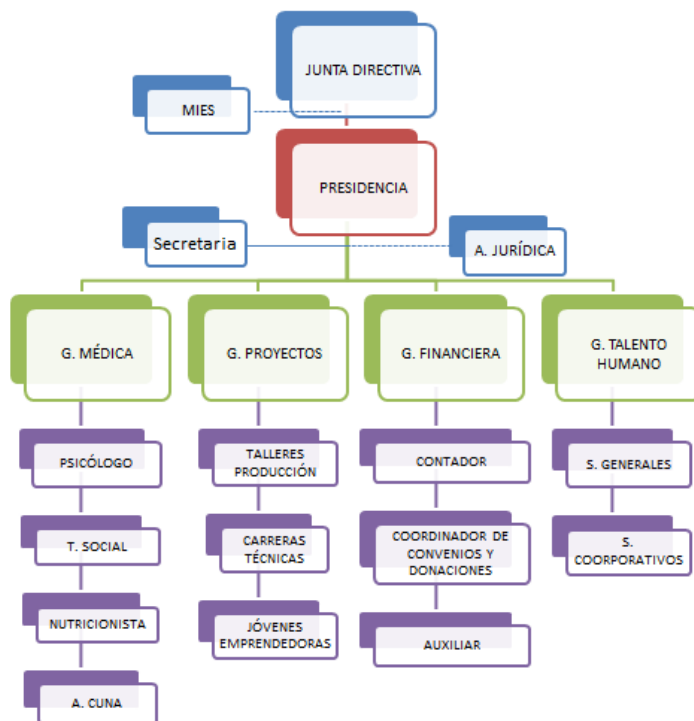 JUNTA DIRECTIVA
MIES
PRESIDENCIA
Secretaria
A. JURÍDICA
G. MÉDICA
G. PROYECTOS
G. FINANCIERA
G. TALENTO
HUMANO
PSICÓLOGO
TALLERES
PRODUCCIÓN
CONTADOR
S. GENERALES
T. SOCIAL
CARRERAS
TÉCNICAS
COORDINADOR DE
CONVENIOS Y
DONACIONES
S.
COORPORATIVOS
NUTRICIONISTA
JÓVENES
EMPRENDEDORAS
AUXILIAR
A. CUNA